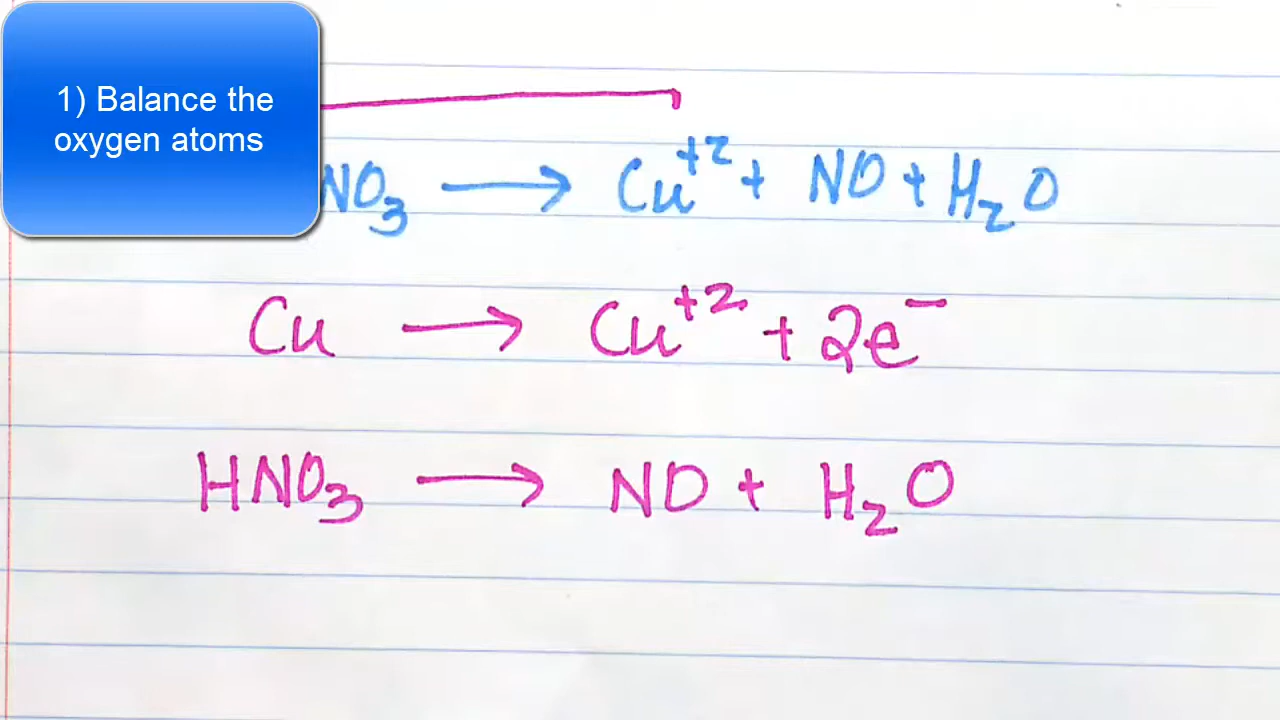 1) Balance the
oxygen atoms
NO₃ ⟶ Cu⁺² + NO + H₂O
Cu ⟶ Cu⁺² + 2e⁻
HNO₃ ⟶ NO + H₂O